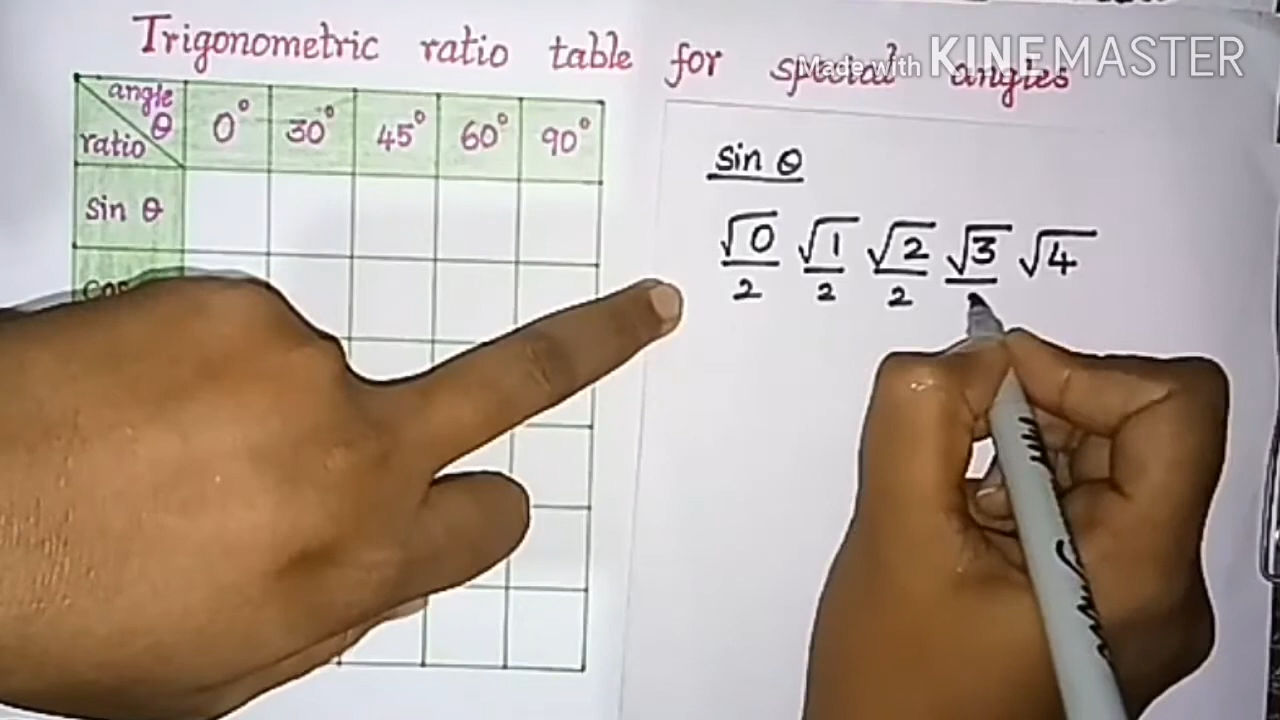 Trigonometric ratio table for special angles
Made with KINEMASTER
angle θ
ratio
0° 30° 45° 60° 90°
sin θ
cos
sin θ
√0 √1 √2 √3 √4
2 2 2